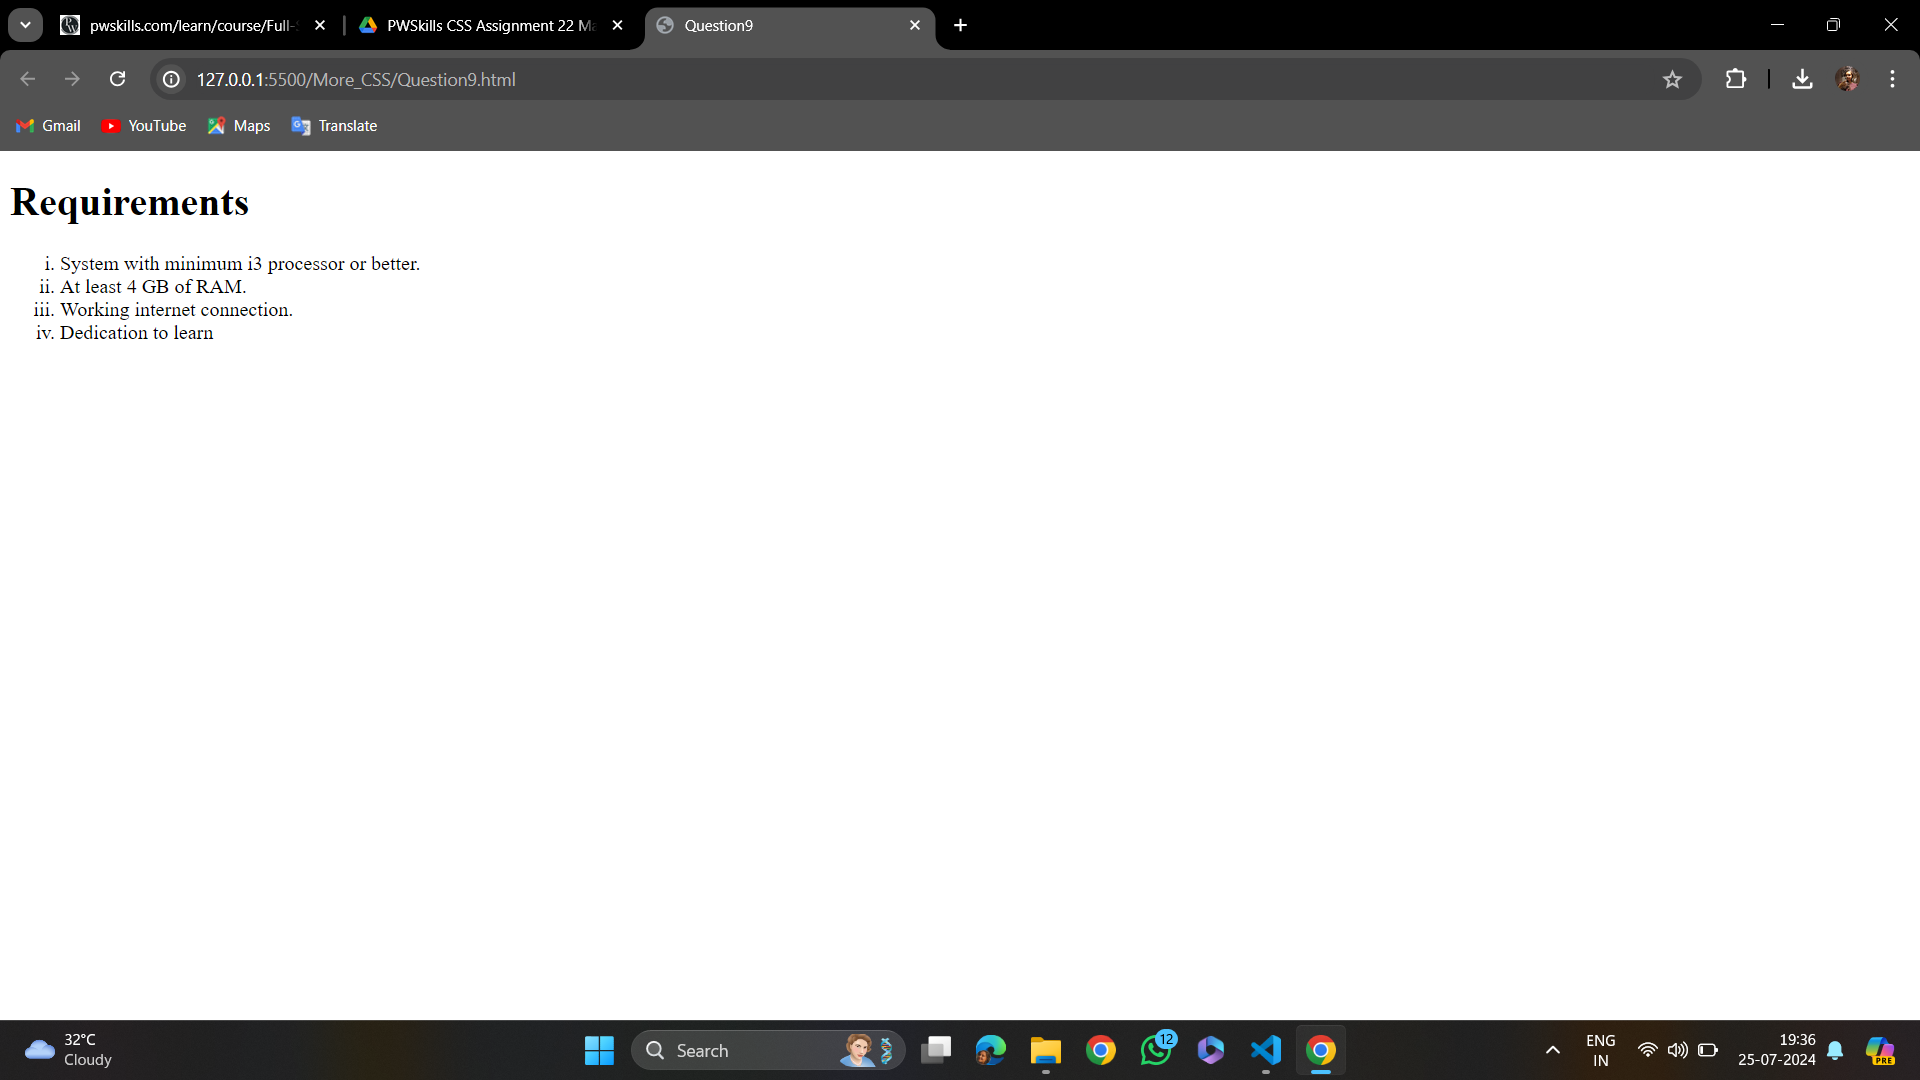 pwskills.com/learn/course/Full-
PWSkills CSS Assignment 22 Ma
Question9
127.0.0.1:5500/More_CSS/Question9.html
Gmail YouTube Maps Translate
Requirements
i. System with minimum i3 processor or better.
ii. At least 4 GB of RAM.
iii. Working internet connection.
iv. Dedication to learn
32°C
Cloudy
Search
12
ENG
IN
19:36
25-07-2024
PRE